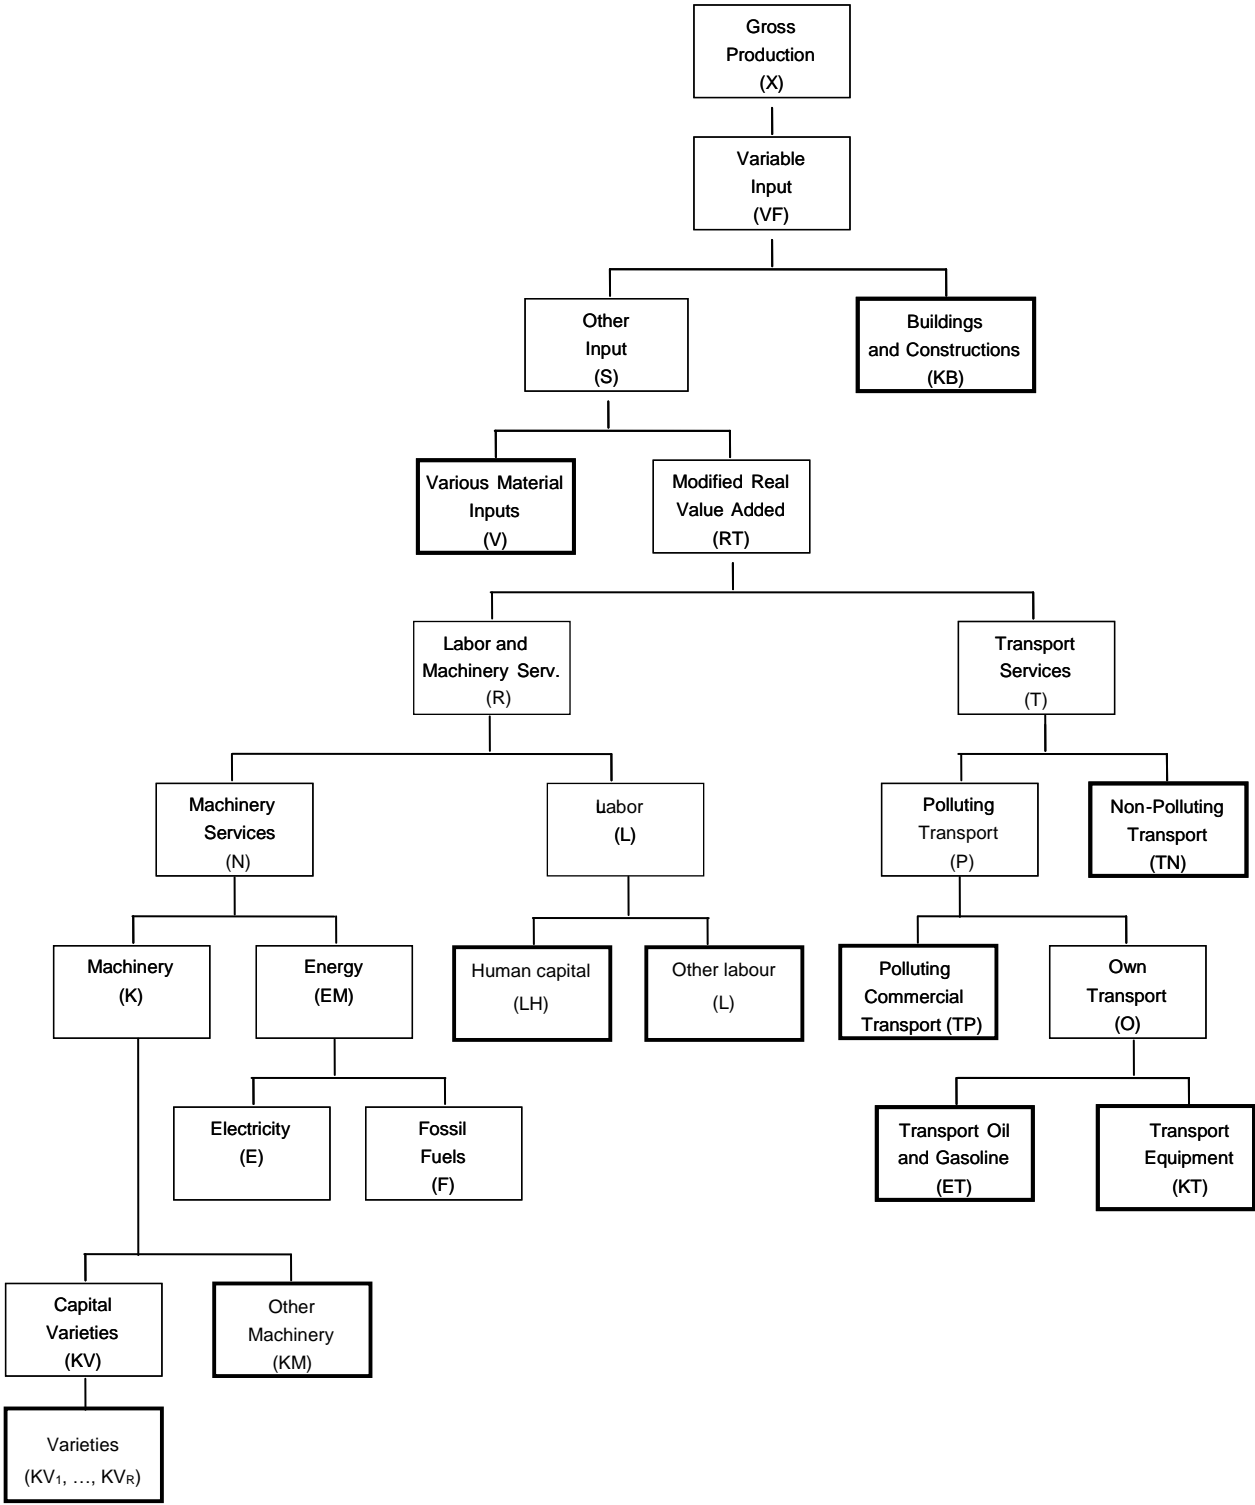 Gross
Production
(X)
Variable
Input
(VF)
Other
Input
(S)
Buildings
and Constructions
(KB)
Various Material
Inputs
(V)
Modified Real
Value Added
(RT)
Labor and
Machinery Serv.
(R)
Transport
Services
(T)
Machinery
Services
(N)
Labor
(L)
Polluting
Transport
(P)
Non-Polluting
Transport
(TN)
Machinery
(K)
Energy
(EM)
Human capital
(LH)
Other labour
(L)
Polluting
Commercial
Transport (TP)
Own
Transport
(O)
Electricity
(E)
Fossil
Fuels
(F)
Transport Oil
and Gasoline
(ET)
Transport
Equipment
(KT)
Capital
Varieties
(KV)
Other
Machinery
(KM)
Varieties
(KV1, …, KVR)